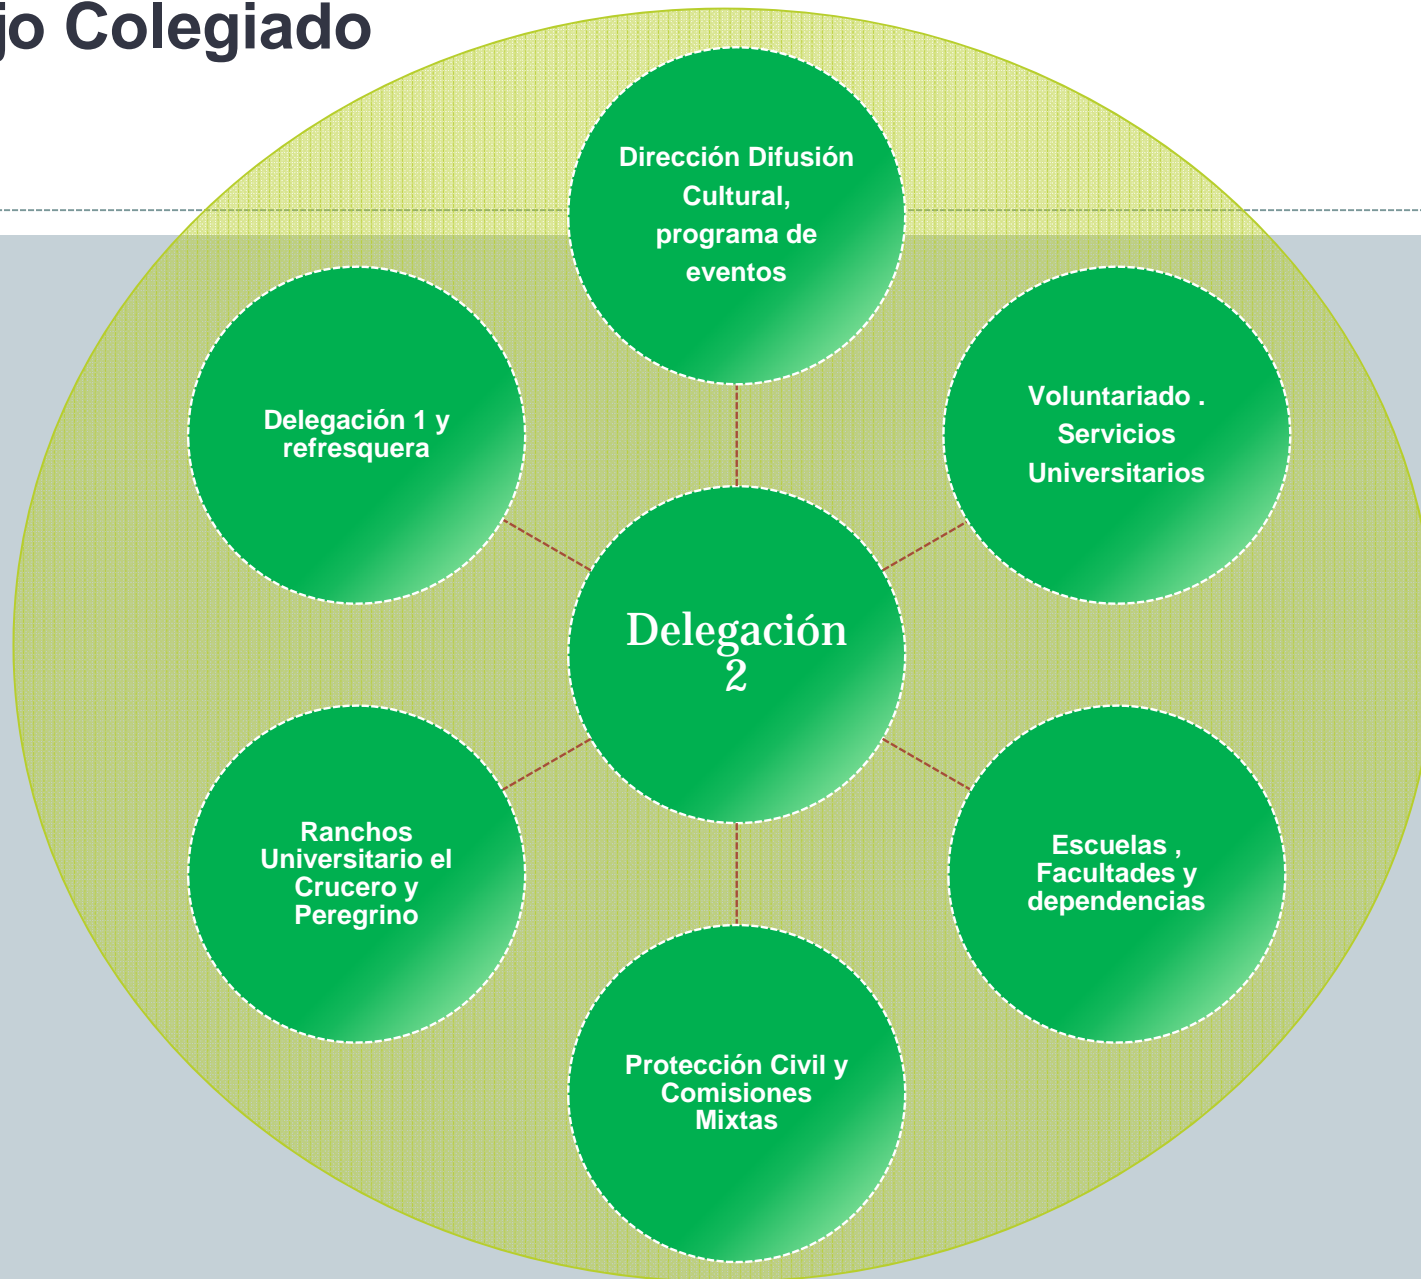 jo Colegiado
Dirección Difusión
Cultural,
programa de
eventos
Delegación 1 y
refresquera
Voluntariado .
Servicios
Universitarios
Delegación
2
Ranchos
Universitario el
Crucero y
Peregrino
Escuelas ,
Facultades y
dependencias
Protección Civil y
Comisiones
Mixtas